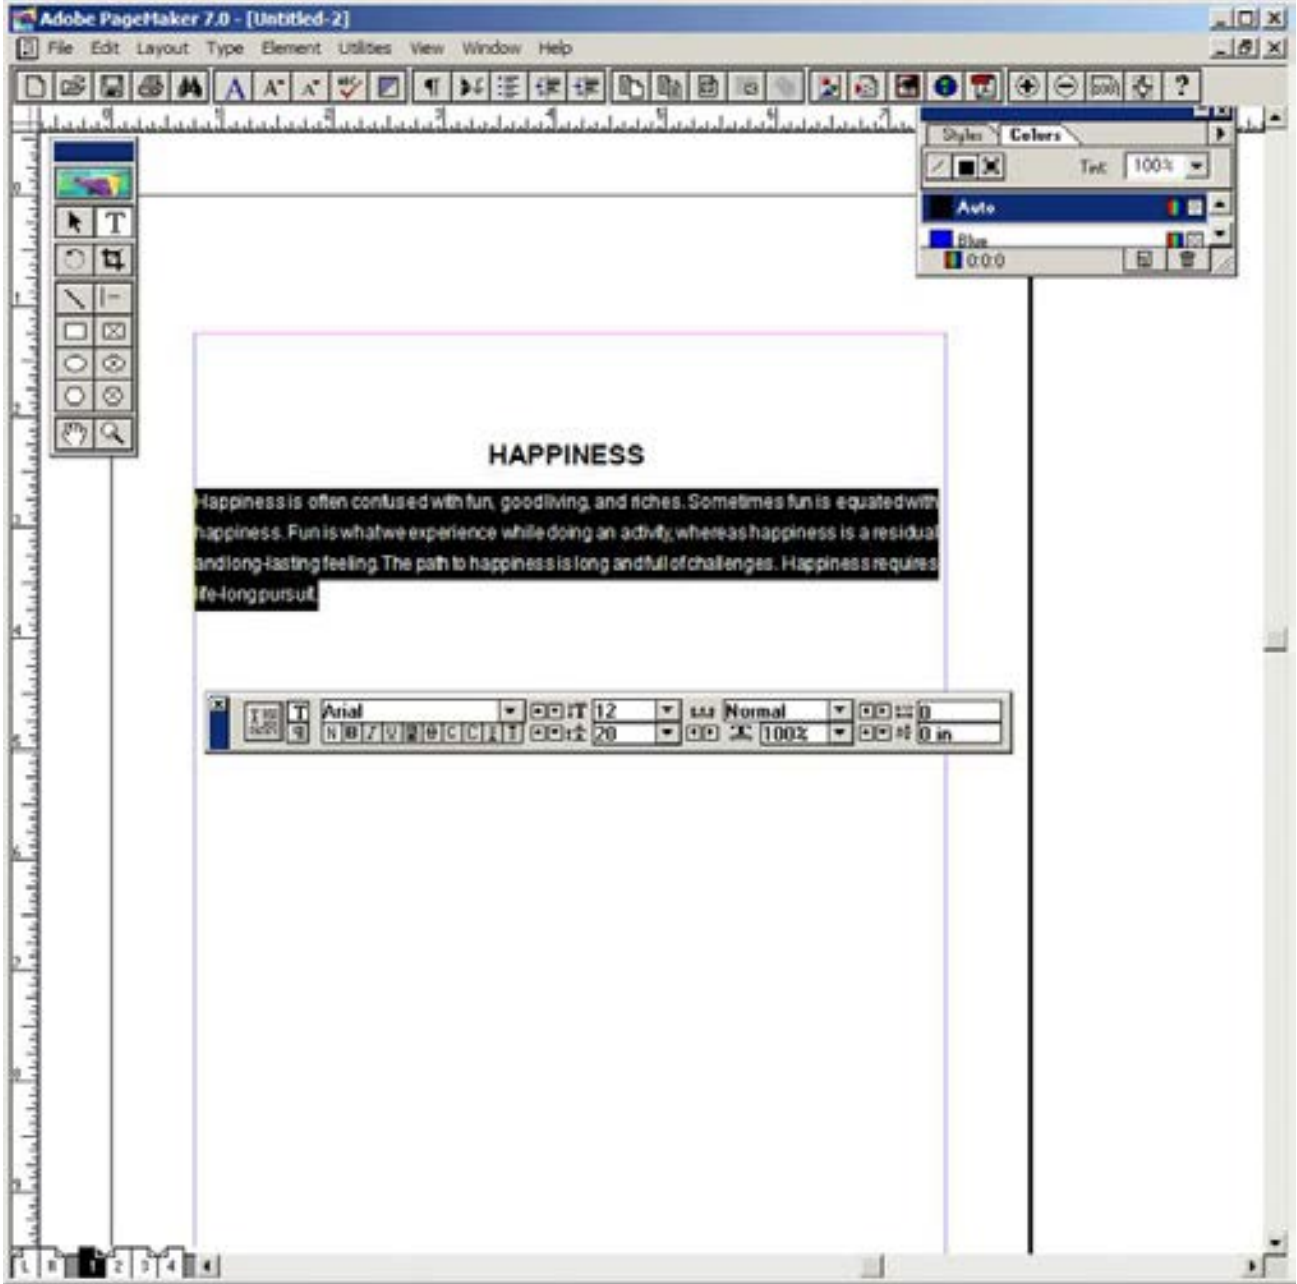 Adobe PageMaker 7.0 - [Untitled-2]
File Edit Layout Type Element Utilities View Window Help
Styles Colors
Tint: 100%
Auto
Blue
0:0:0
HAPPINESS
Happiness is often confused with fun, good living, and riches. Sometimes fun is equated with
happiness. Fun is what we experience while doing an activity, whereas happiness is a residual
and long-lasting feeling. The path to happiness is long and full of challenges. Happiness requires
life-long pursuit.
Arial 12 Normal 0
N B I U C C 20 100% 0 in
L R 1 2 3 4